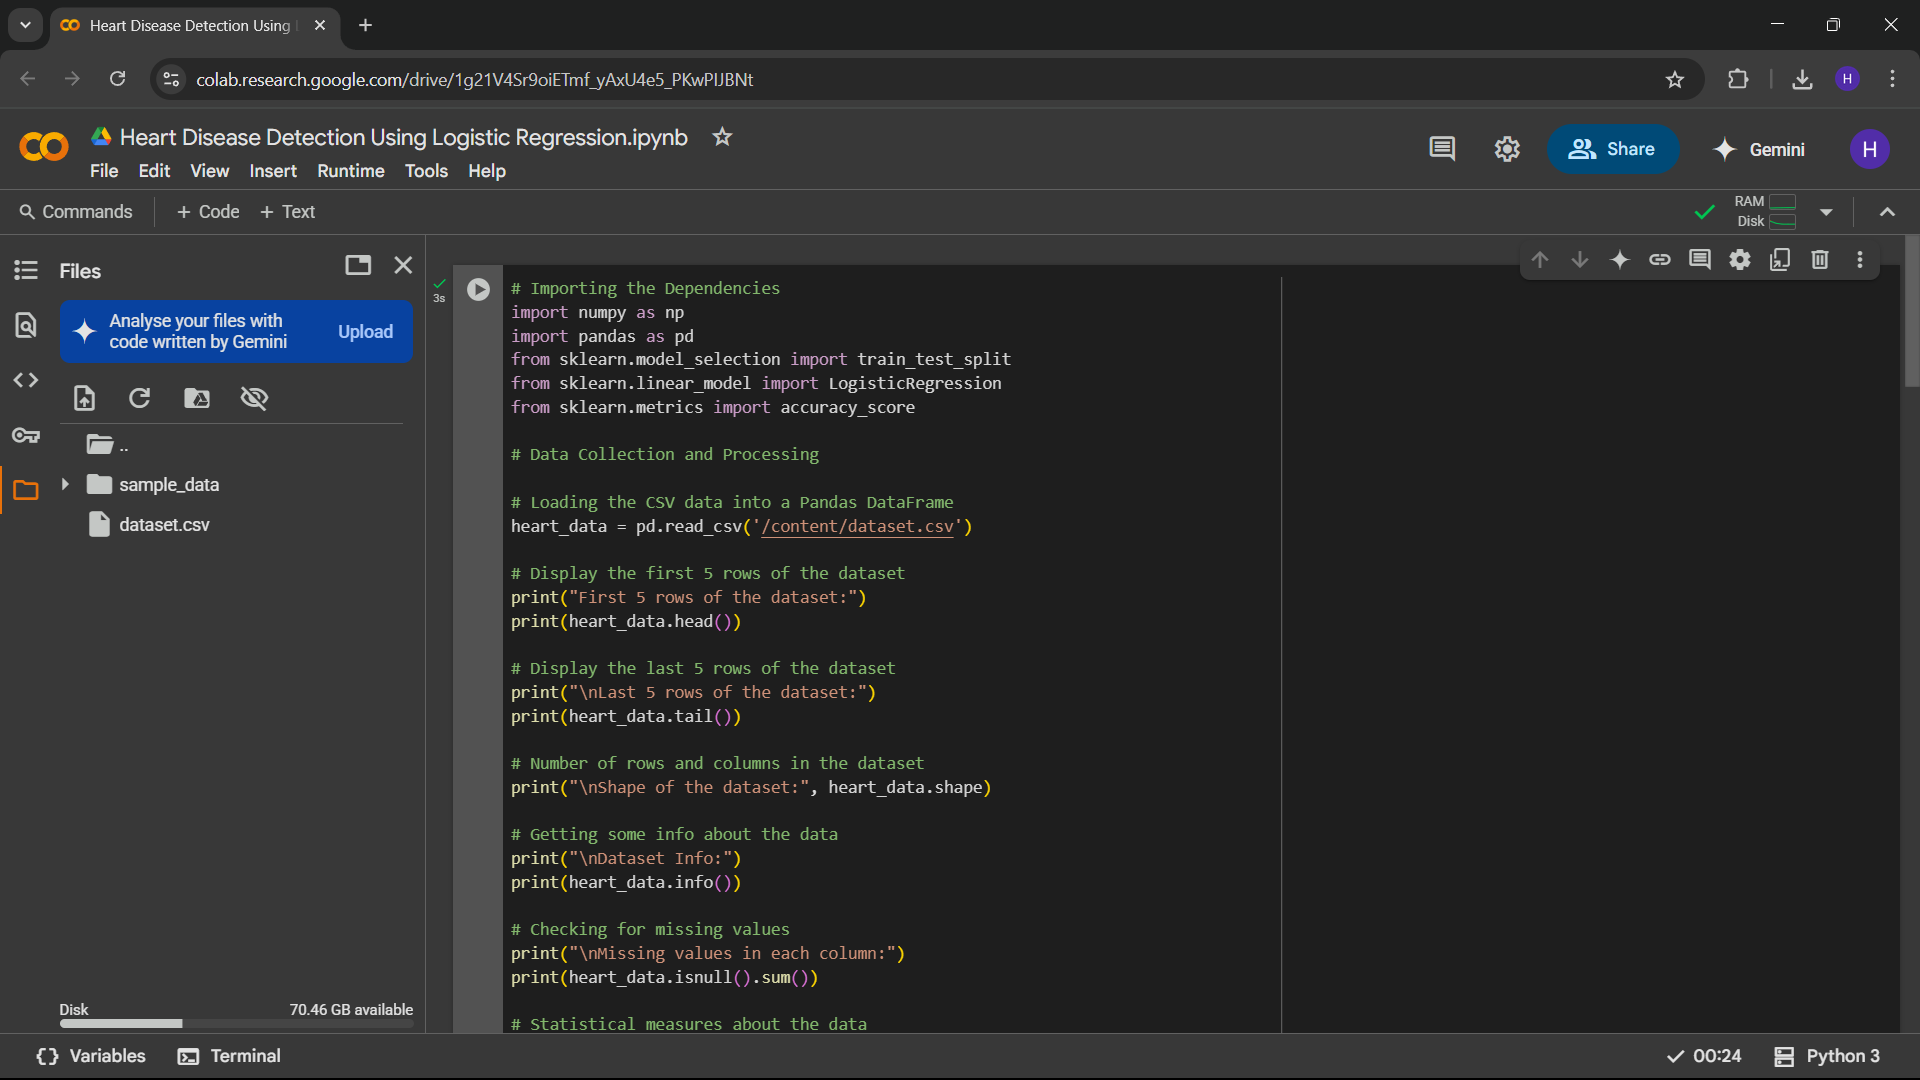 Heart Disease Detection Using
colab.research.google.com/drive/1g21V4Sr9oiETmf_yAxU4e5_PKwPlJBNt
H
Heart Disease Detection Using Logistic Regression.ipynb
File Edit View Insert Runtime Tools Help
Share
Gemini
H
Commands
+ Code + Text
RAM
Disk
Files
Analyse your files with
code written by Gemini
Upload
..
sample_data
dataset.csv
Disk 70.46 GB available
3s
# Importing the Dependencies
import numpy as np
import pandas as pd
from sklearn.model_selection import train_test_split
from sklearn.linear_model import LogisticRegression
from sklearn.metrics import accuracy_score
# Data Collection and Processing
# Loading the CSV data into a Pandas DataFrame
heart_data = pd.read_csv('/content/dataset.csv')
# Display the first 5 rows of the dataset
print("First 5 rows of the dataset:")
print(heart_data.head())
# Display the last 5 rows of the dataset
print("\nLast 5 rows of the dataset:")
print(heart_data.tail())
# Number of rows and columns in the dataset
print("\nShape of the dataset:", heart_data.shape)
# Getting some info about the data
print("\nDataset Info:")
print(heart_data.info())
# Checking for missing values
print("\nMissing values in each column:")
print(heart_data.isnull().sum())
# Statistical measures about the data
{} Variables
Terminal
00:24
Python 3